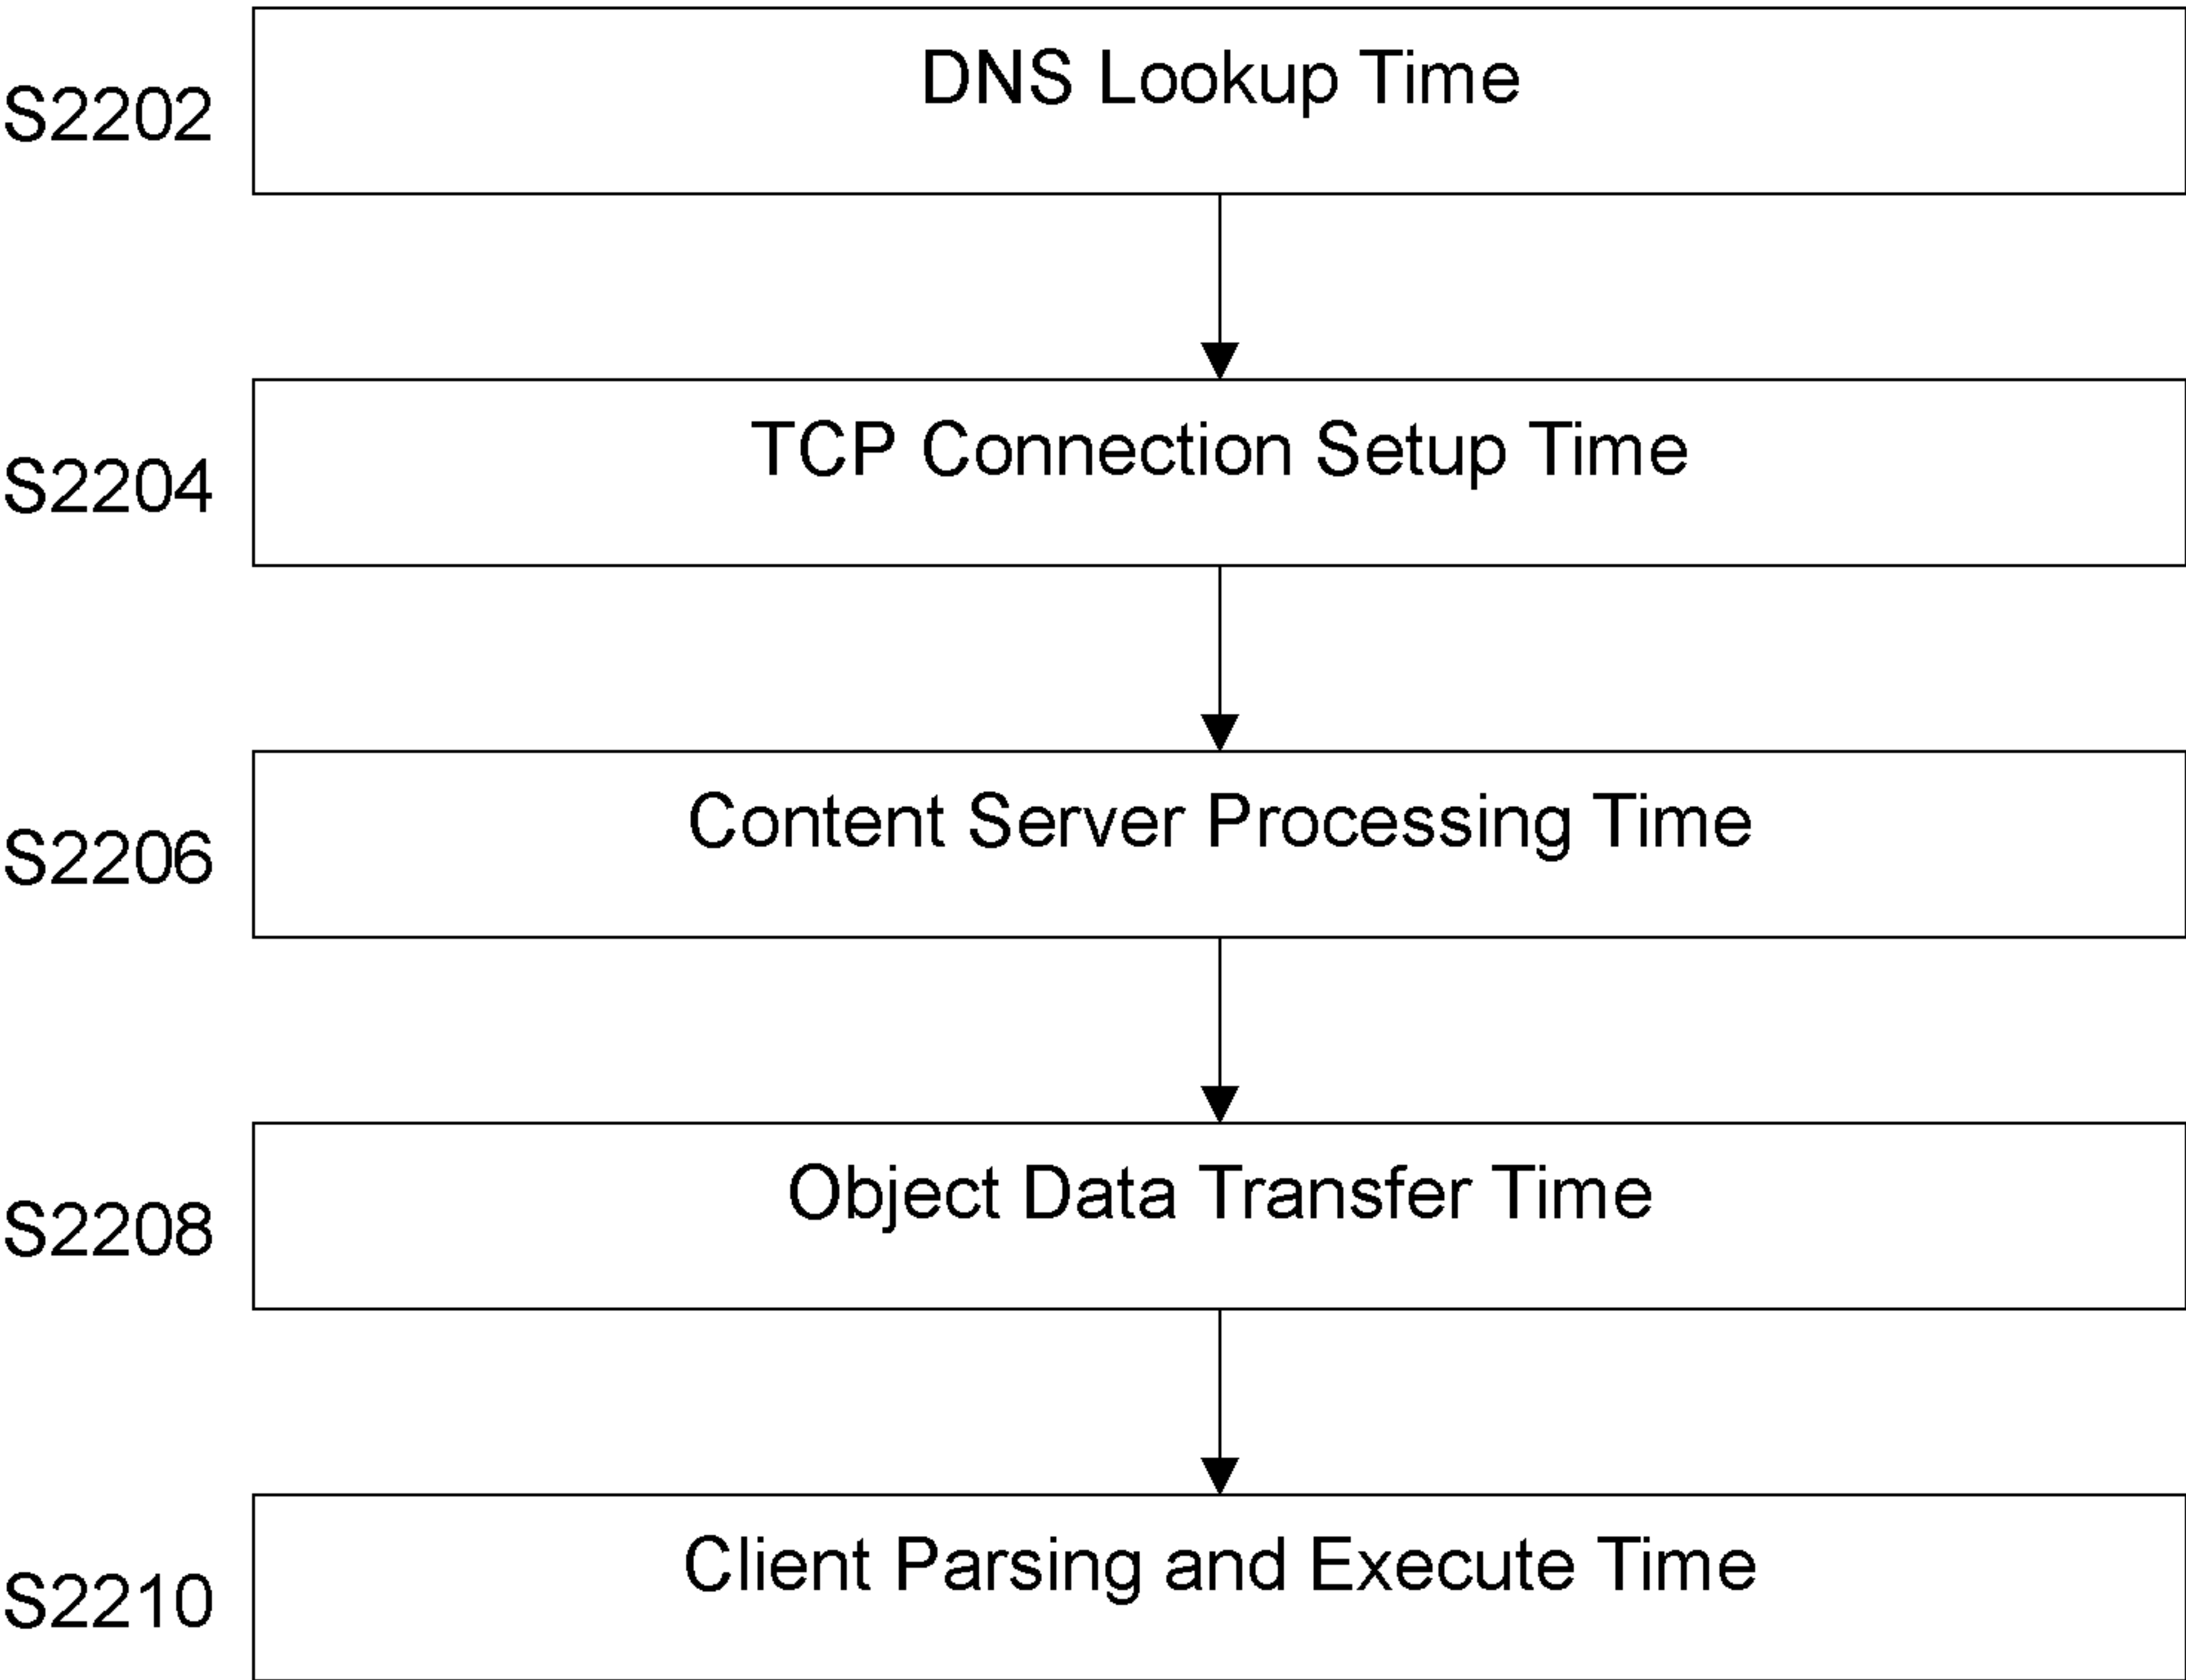 DNS Lookup Time
S2202
TCP Connection Setup Time
S2204
Content Server Processing Time
S2206
Object Data Transfer Time
S2208
Client Parsing and Execute Time
S2210